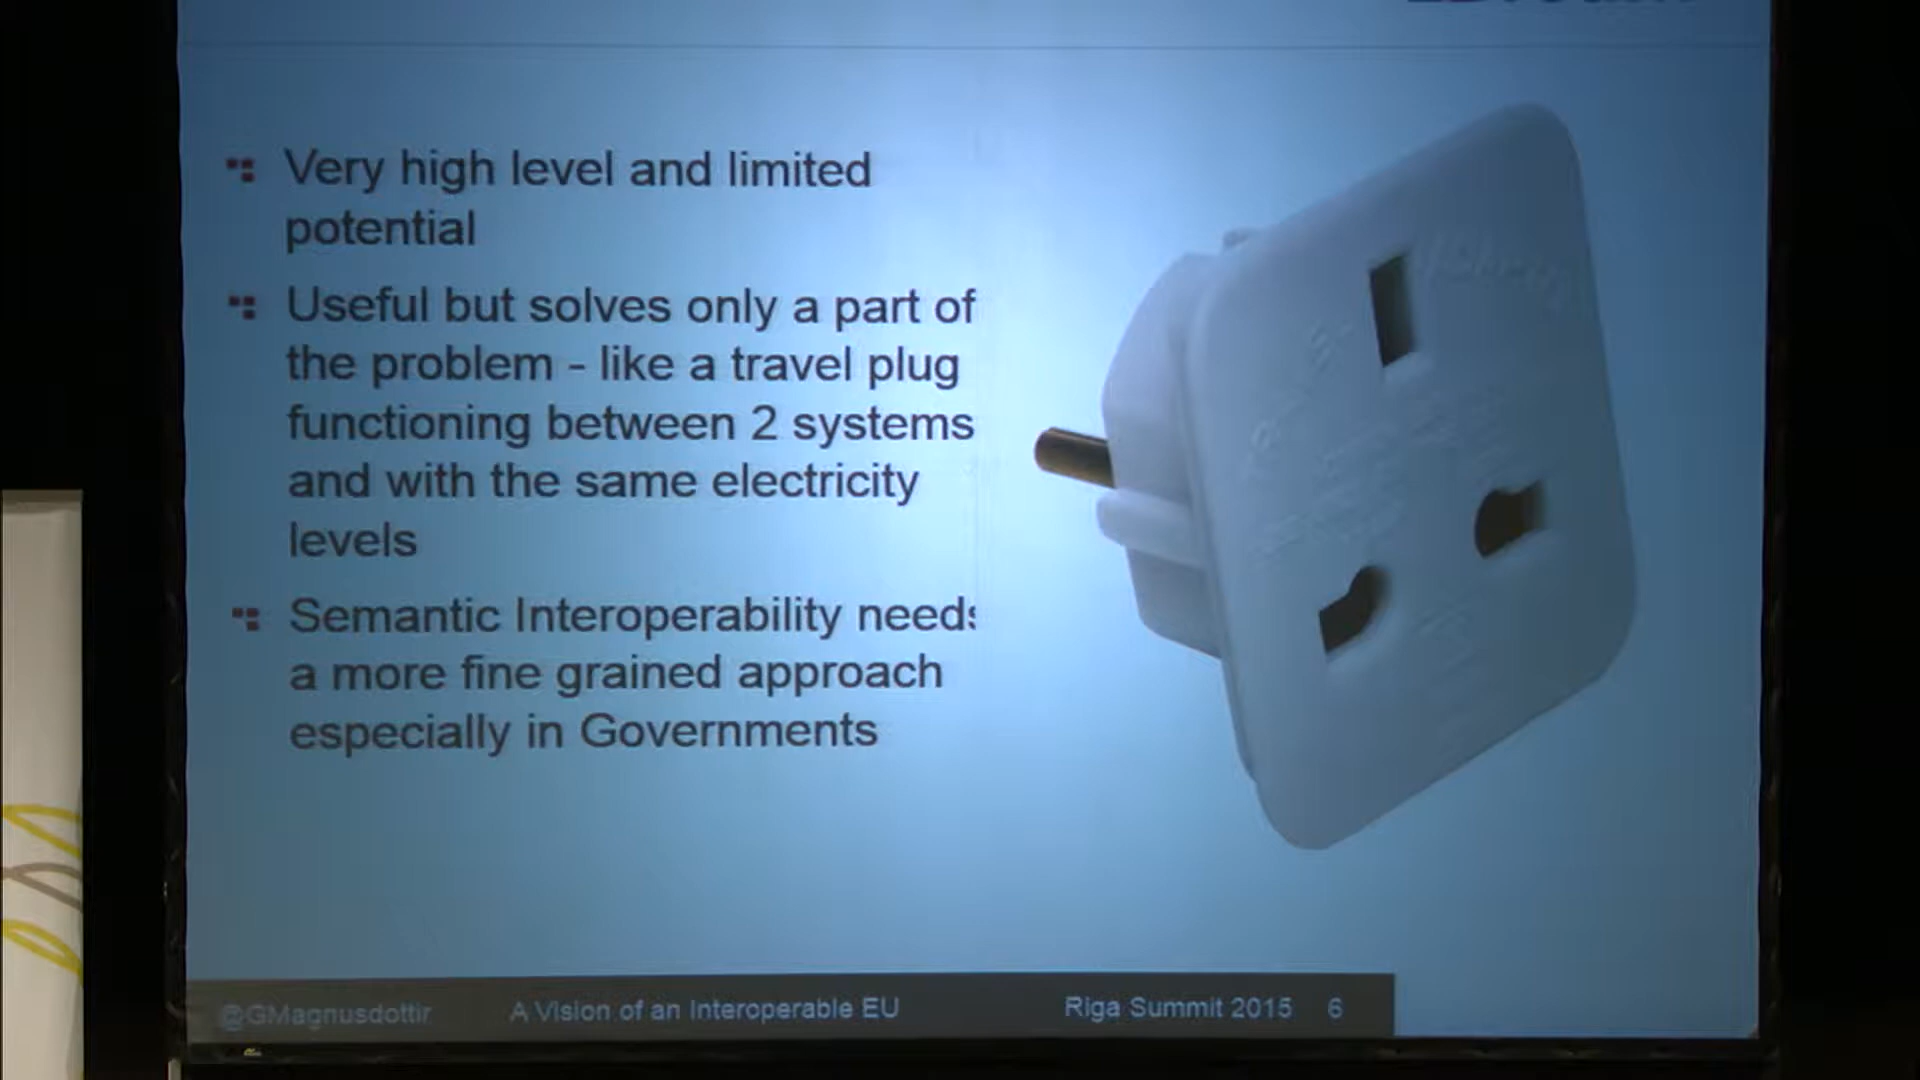 Very high level and limited
potential
Useful but solves only a part of
the problem - like a travel plug
functioning between 2 systems
and with the same electricity
levels
Semantic Interoperability needs
a more fine grained approach
especially in Governments
@GMagnusdottir A Vision of an Interoperable EU Riga Summit 2015 6